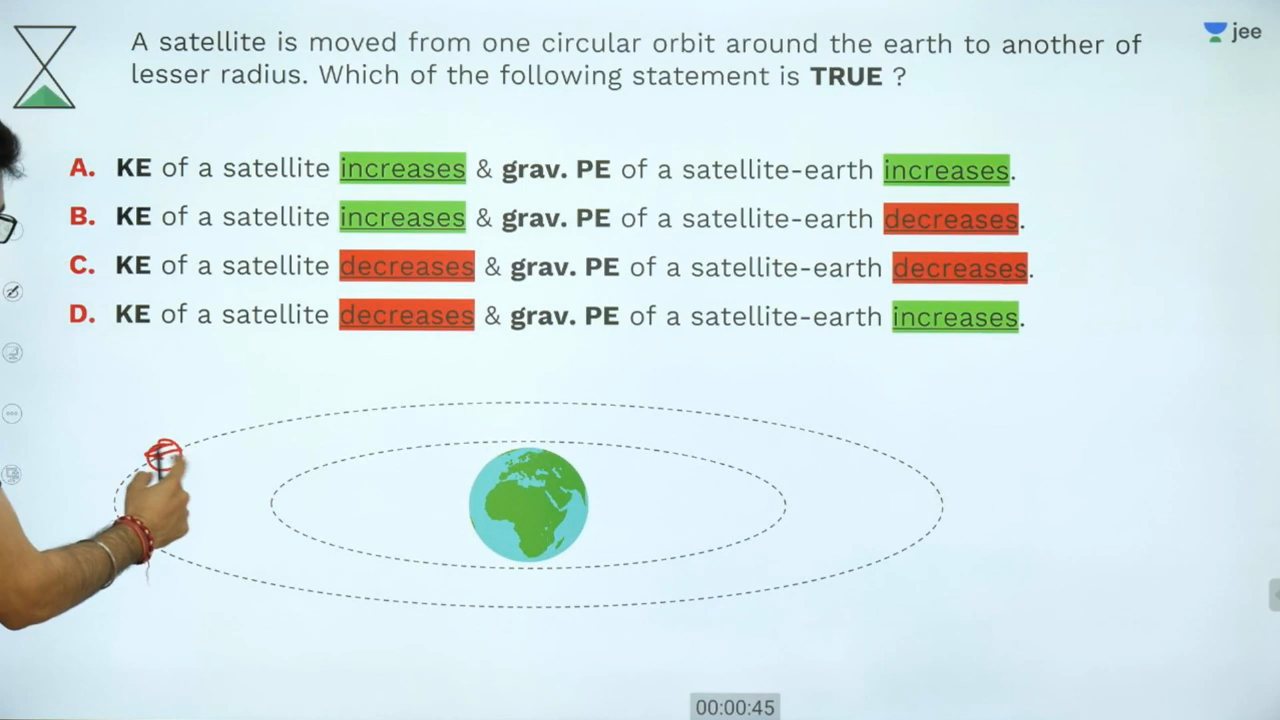 A satellite is moved from one circular orbit around the earth to another of
lesser radius. Which of the following statement is TRUE ?
jee
A. KE of a satellite increases & grav. PE of a satellite-earth increases.
B. KE of a satellite increases & grav. PE of a satellite-earth decreases.
C. KE of a satellite decreases & grav. PE of a satellite-earth decreases.
D. KE of a satellite decreases & grav. PE of a satellite-earth increases.
00:00:45